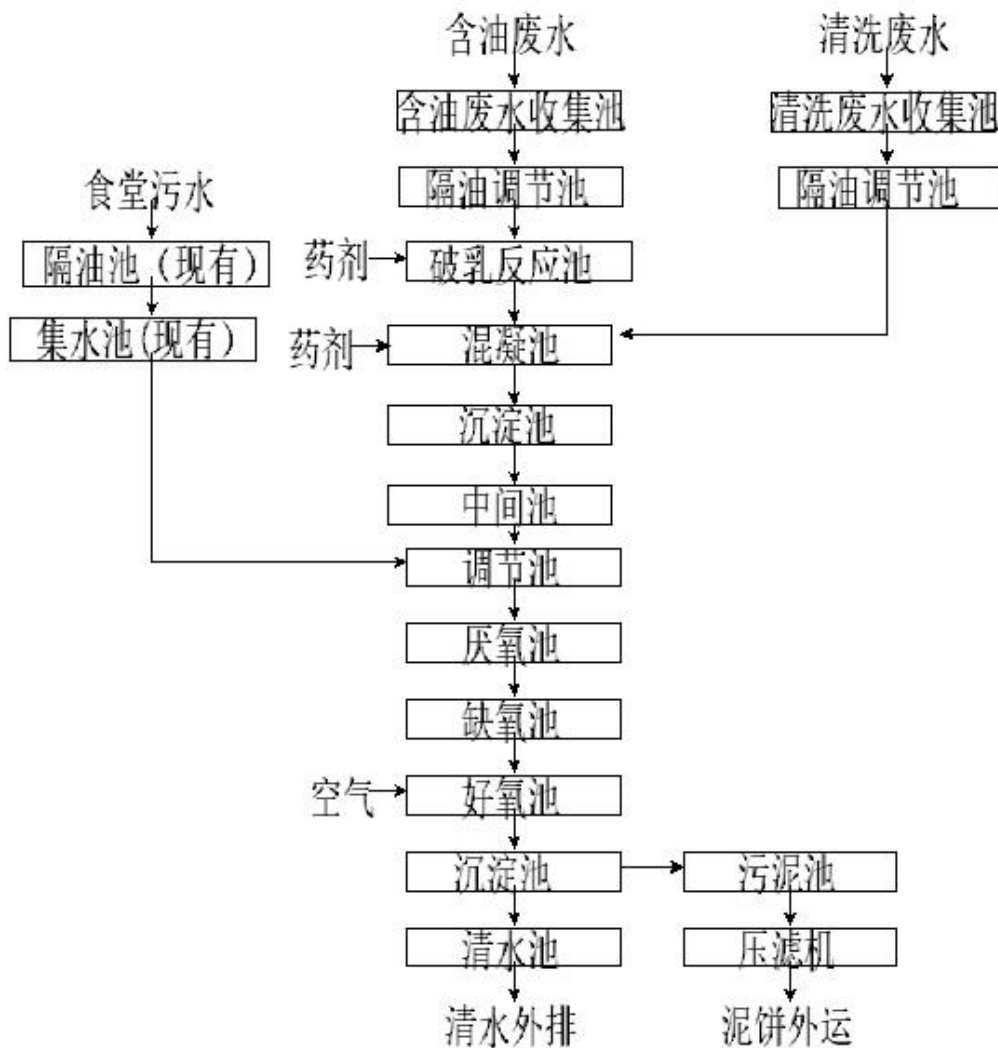 含油废水
清洗废水
含油废水收集池
清洗废水收集池
食堂污水
隔油调节池
隔油调节池
隔油池（现有）
药剂
破乳反应池
集水池(现有)
药剂
混凝池
沉淀池
中间池
调节池
厌氧池
缺氧池
空气
好氧池
沉淀池
污泥池
清水池
压滤机
清水外排
泥饼外运